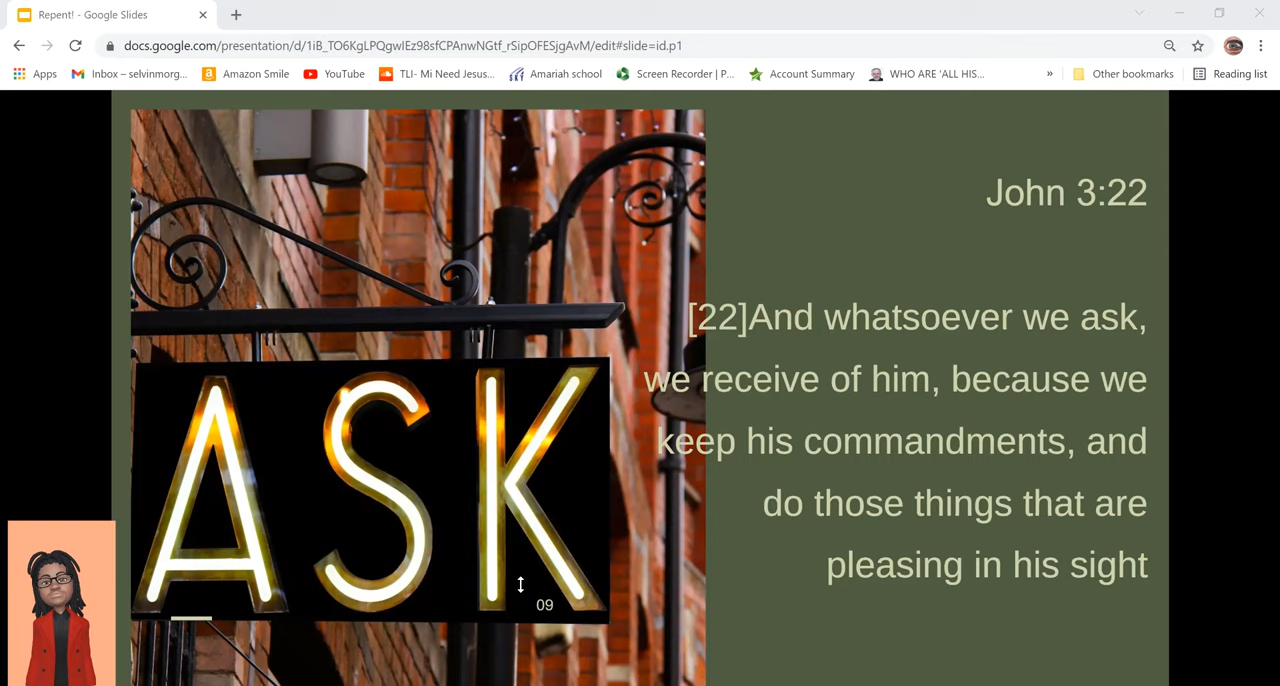 Repent! - Google Slides
docs.google.com/presentation/d/1iB_TO6KgLPQgwIEz98sfCPAnwNGtf_rSipOFESjgAvM/edit#slide=id.p1
Apps Inbox – selvinmorg... Amazon Smile YouTube TLI- Mi Need Jesus... Amariah school Screen Recorder | P... Account Summary WHO ARE 'ALL HIS... » Other bookmarks Reading list
John 3:22
[22]And whatsoever we ask,
we receive of him, because we
keep his commandments, and
do those things that are
pleasing in his sight
ASK
09